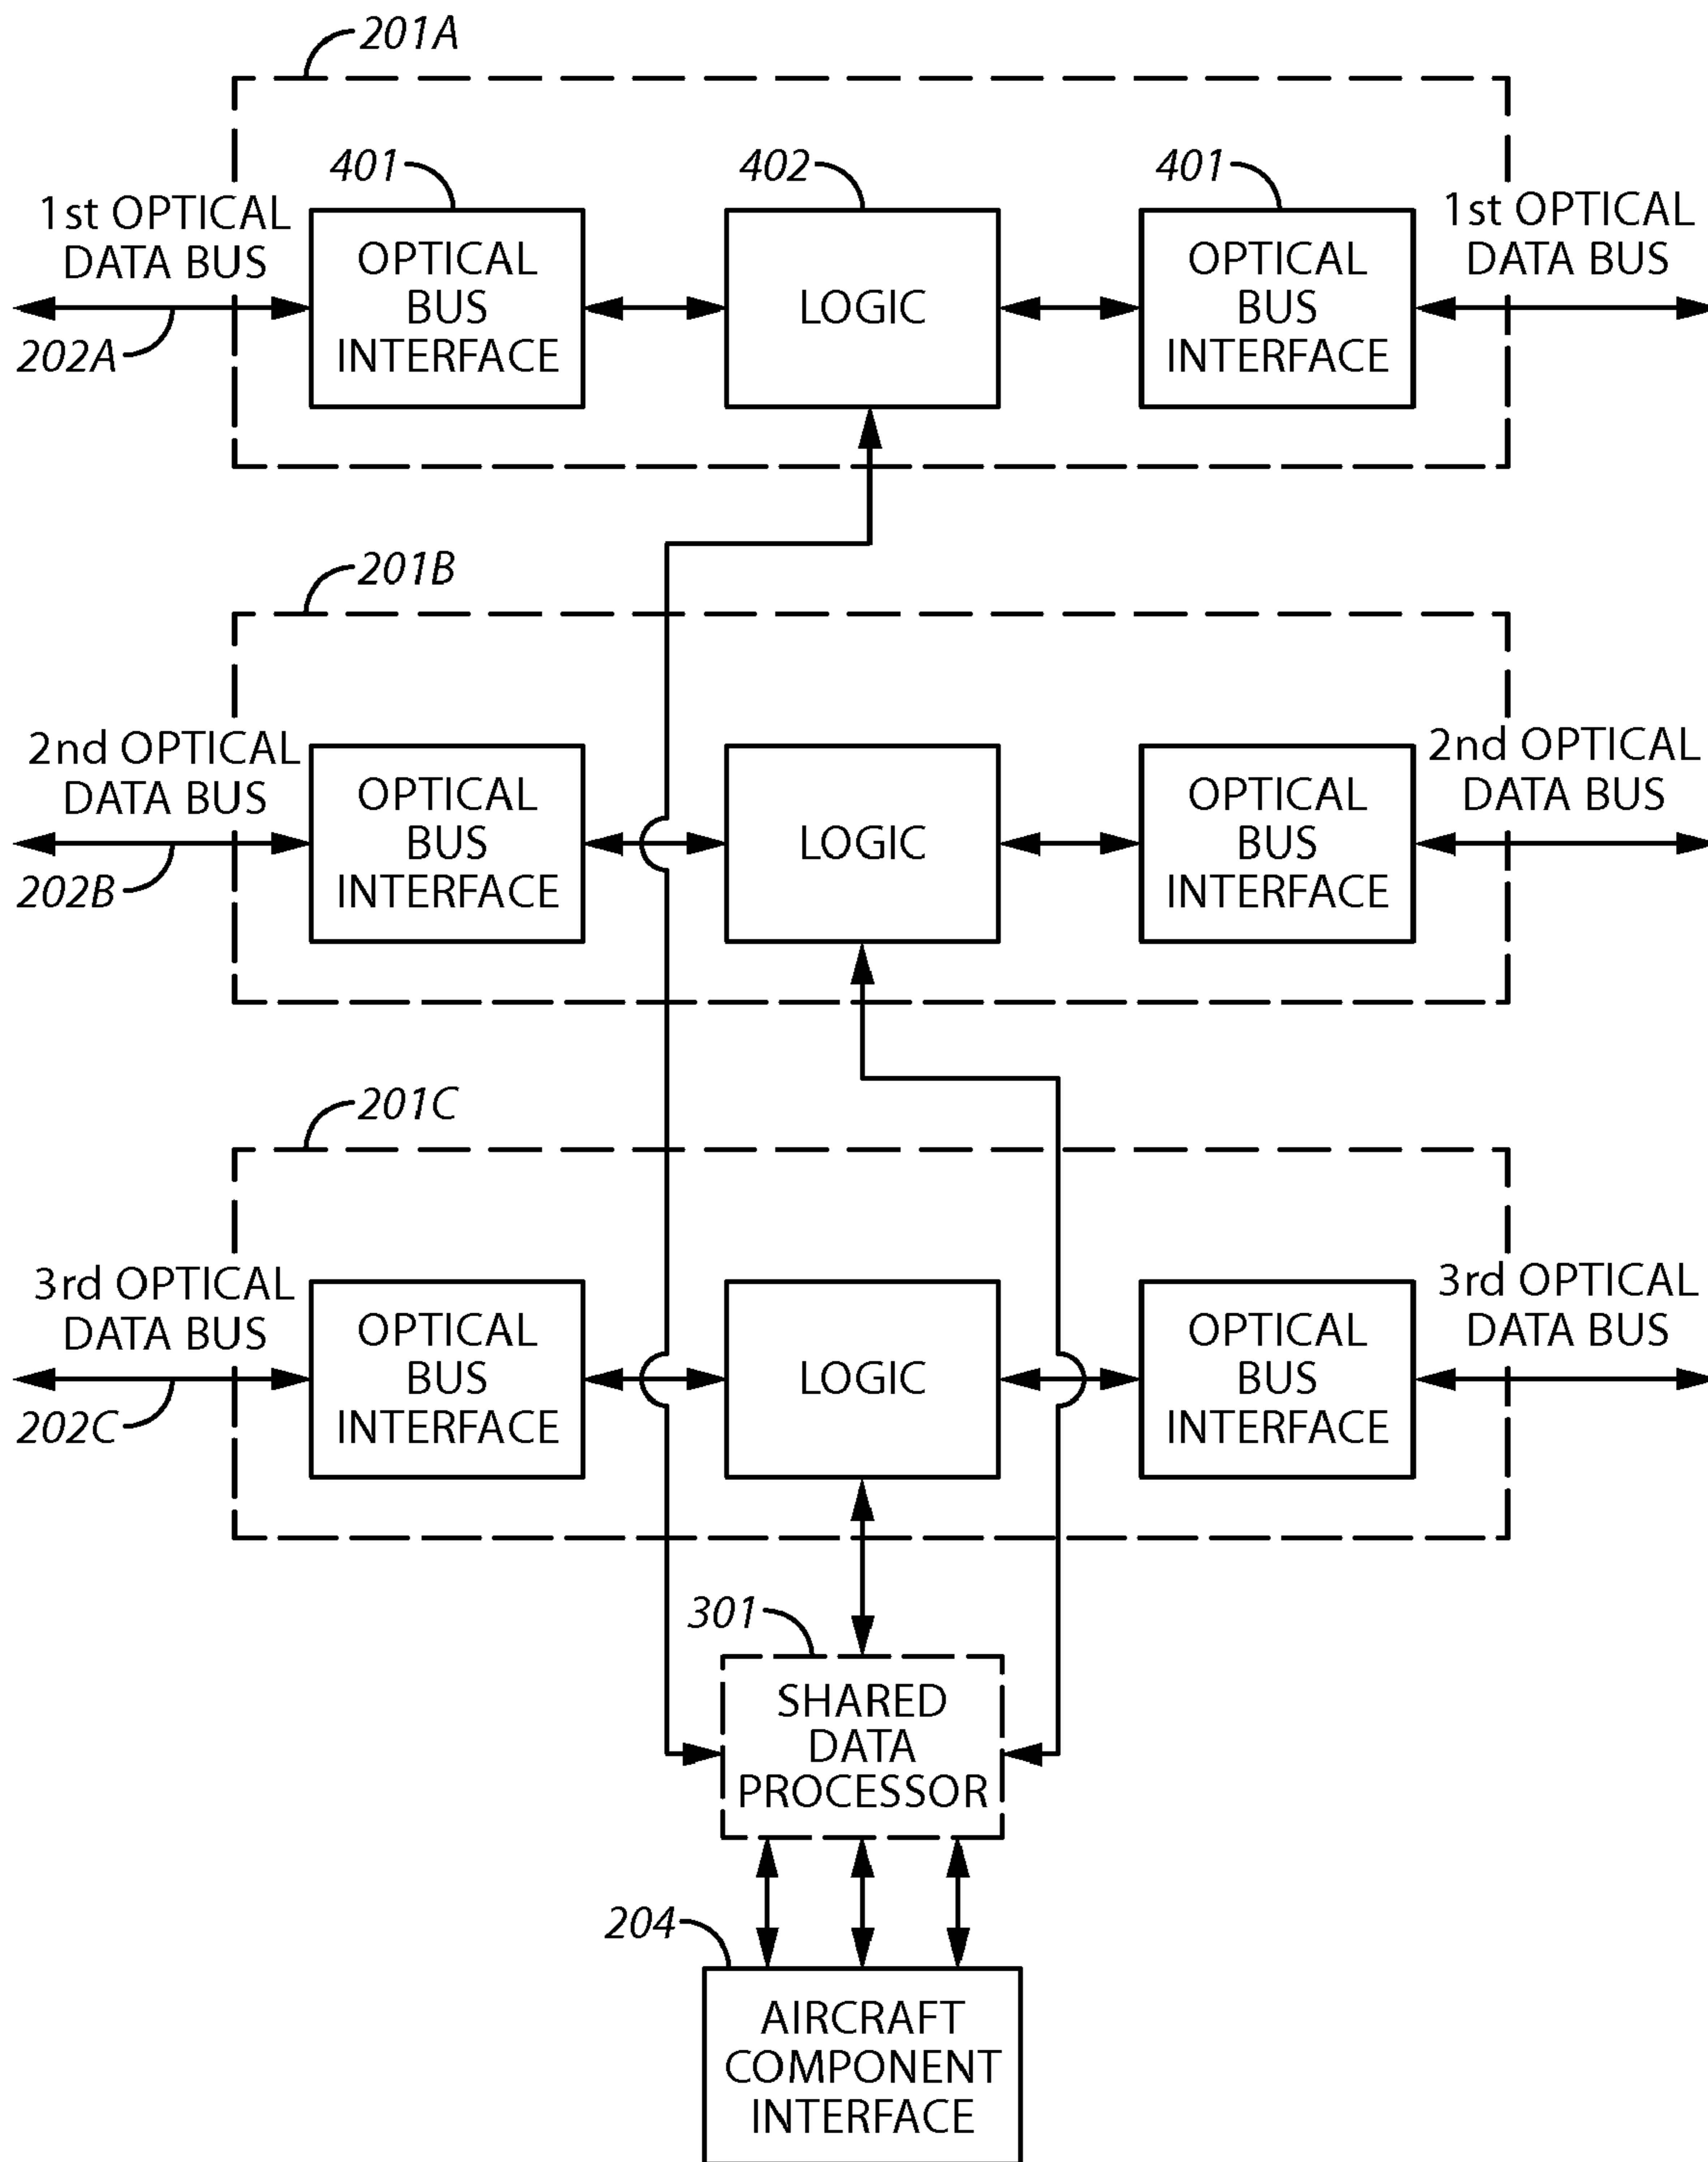 201A
401
402
401
1st OPTICAL
DATA BUS
OPTICAL
BUS
INTERFACE
LOGIC
OPTICAL
BUS
INTERFACE
1st OPTICAL
DATA BUS
202A
201B
2nd OPTICAL
DATA BUS
OPTICAL
BUS
INTERFACE
LOGIC
OPTICAL
BUS
INTERFACE
2nd OPTICAL
DATA BUS
202B
201C
3rd OPTICAL
DATA BUS
OPTICAL
BUS
INTERFACE
LOGIC
OPTICAL
BUS
INTERFACE
3rd OPTICAL
DATA BUS
202C
301
SHARED
DATA
PROCESSOR
204
AIRCRAFT
COMPONENT
INTERFACE